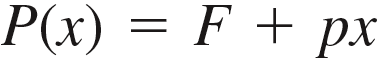 P(x) = F + px